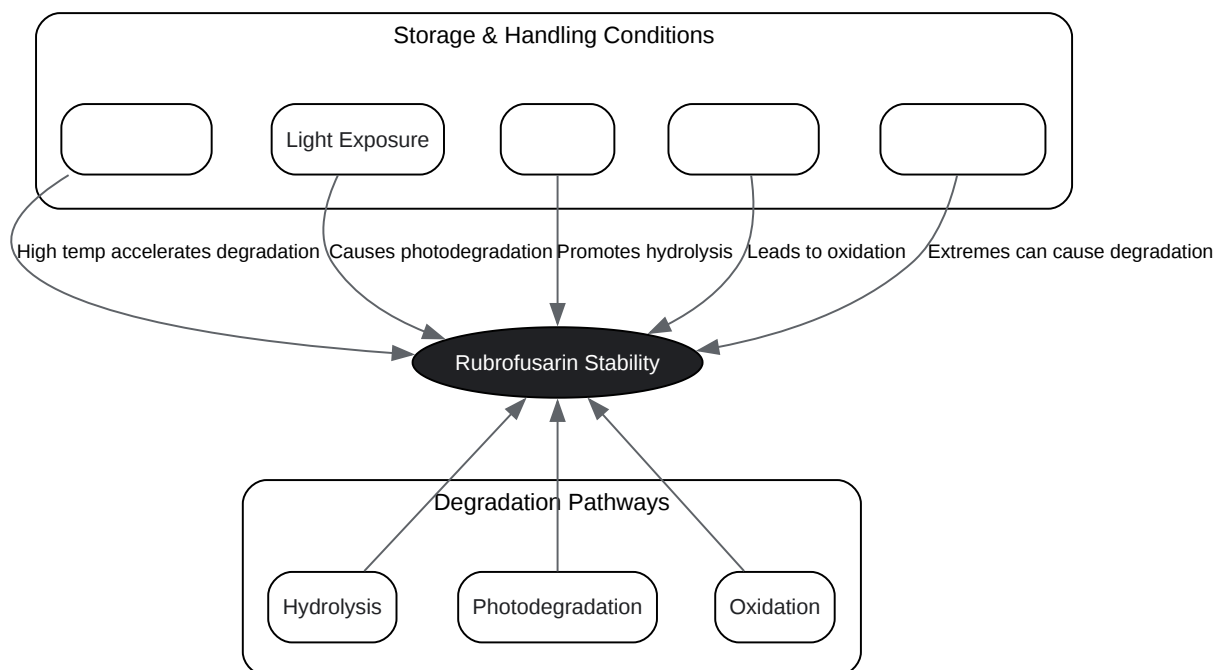 Storage & Handling Conditions
Light Exposure
High temp accelerates degradation
Causes photodegradation
Promotes hydrolysis
Leads to oxidation
Extremes can cause degradation
Rubrofusarin Stability
Degradation Pathways
Hydrolysis
Photodegradation
Oxidation